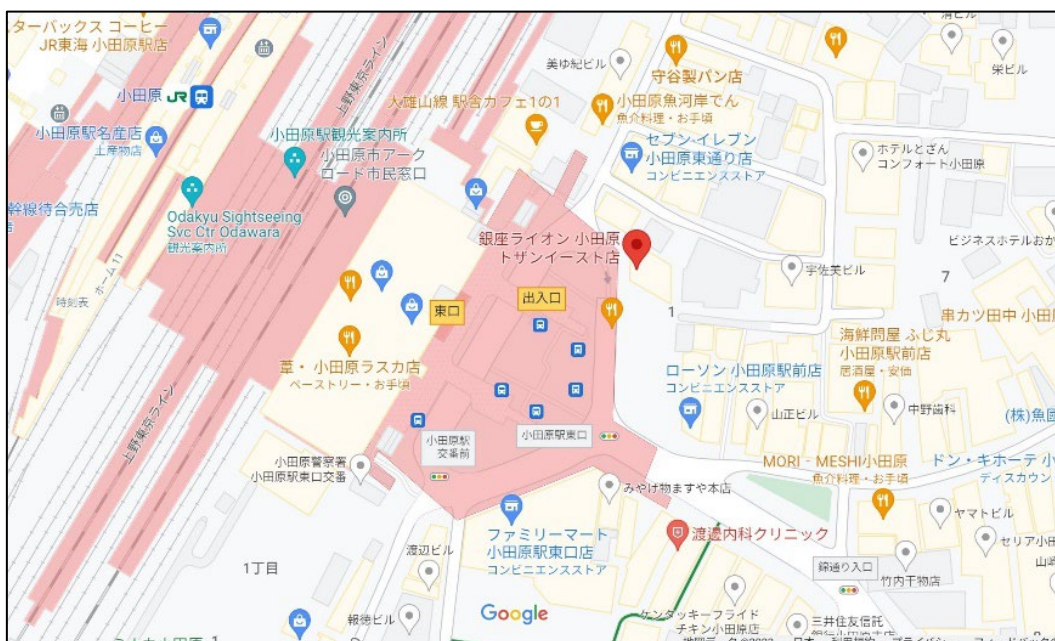 ターバックス コーヒー
JR東海 小田原駅店
小田原
JR
小田原駅名産店
土産物店
幹線待合売店
ホーム 11
時刻表
上野東京ライン
小田原駅観光案内所
小田原市アーク
ロード市民窓口
Odakyu Sightseeing
Svc Ctr Odawara
観光案内所
大雄山線 駅舎カフェ1の1
美ゆ紀ビル
守谷製パン店
小田原魚河岸でん
魚介料理・お手頃
セブン-イレブン
小田原東通り店
コンビニエンスストア
栄ビル
ホテルとざん
コンフォート小田原
ビジネスホテルおか
宇佐美ビル
7
1
銀座ライオン 小田原
トザンイースト店
東口
出入口
葦・小田原ラスカ店
ペーストリー・お手頃
上野東京ライン
小田原駅
交番前
小田原駅東口
小田原警察署
小田原駅東口交番
ローソン 小田原駅前店
コンビニエンスストア
山正ビル
海鮮問屋 ふじ丸
小田原駅前店
居酒屋・安価
串カツ田中 小田原
中野歯科
(株)魚國
MORI-MESHI小田原
魚介料理・お手頃
ドン・キホーテ 小
ディスカウン
みやげ物ますや本店
渡邊内科クリニック
ヤマトビル
セリア小田
竹内干物店
錦通り入口
ファミリーマート
小田原駅東口店
コンビニエンスストア
渡辺ビル
1丁目
報徳ビル
Google
ケンタッキーフライド
チキン小田原店
三井住友信託